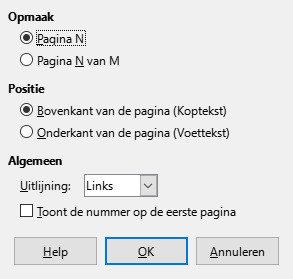 Opmaak
Pagina N
Pagina N van M
Positie
Bovenkant van de pagina (Koptekst)
Onderkant van de pagina (Voettekst)
Algemeen
Uitlijning: Links
Toont de nummer op de eerste pagina
Help OK Annuleren